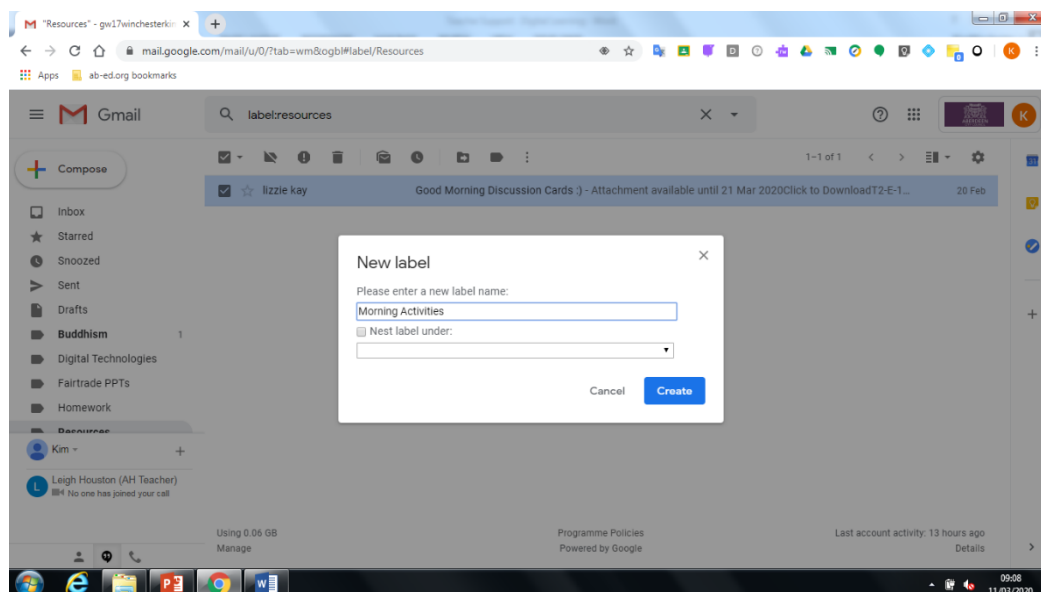 "Resources" - gw17winchesterkin
mail.google.com/mail/u/0/?tab=wm&ogbl#label/Resources
K
Apps
ab-ed.org bookmarks
Gmail
label:resources
K
Compose
1–1 of 1
lizzie kay
Good Morning Discussion Cards :) - Attachment available until 21 Mar 2020Click to DownloadT2-E-1...
20 Feb
Inbox
Starred
Snoozed
Sent
Drafts
Buddhism
1
Digital Technologies
Fairtrade PPTs
Homework
Resources
New label
Please enter a new label name:
Morning Activities
Nest label under:
Cancel
Create
Kim
L
Leigh Houston (AH Teacher)
No one has joined your call
Using 0.06 GB
Manage
Programme Policies
Powered by Google
Last account activity: 13 hours ago
Details
09:08
11/03/2020